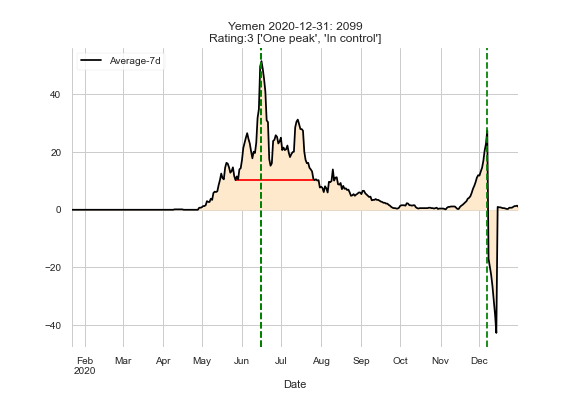 Yemen 2020-12-31: 2099
Rating:3 ['One peak', 'In control']
Average-7d
40
20
0
−20
−40
Feb Mar Apr May Jun Jul Aug Sep Oct Nov Dec
2020
Date